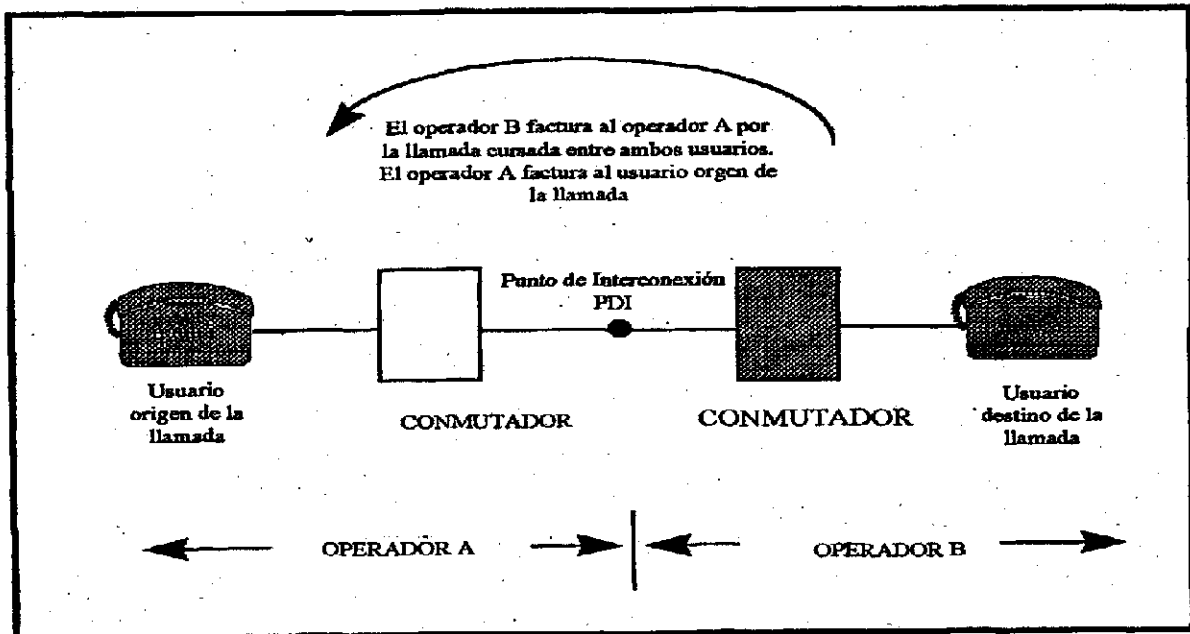 El operador B factura al operador A por
la llamada cursada entre ambos usuarios.
El operador A factura al usuario orgen de
la llamada
Punto de Interconexión
PDI
Usuario
origen de la
llamada
CONMUTADOR
CONMUTADOR
Usuario
destino de la
llamada
OPERADOR A
OPERADOR B